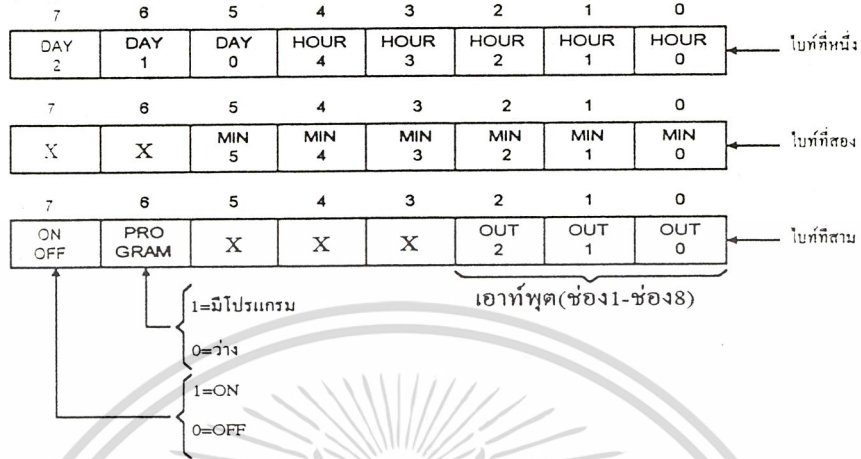 7 6 5 4 3 2 1 0
DAY 2 DAY 1 DAY 0 HOUR 4 HOUR 3 HOUR 2 HOUR 1 HOUR 0 ไบท์ที่หนึ่ง
7 6 5 4 3 2 1 0
X X MIN 5 MIN 4 MIN 3 MIN 2 MIN 1 MIN 0 ไบท์ที่สอง
7 6 5 4 3 2 1 0
ON OFF PRO GRAM X X X OUT 2 OUT 1 OUT 0 ไบท์ที่สาม
เอาท์พุต(ช่อง1-ช่อง8)
1=มีโปรแกรม
0=ว่าง
1=ON
0=OFF